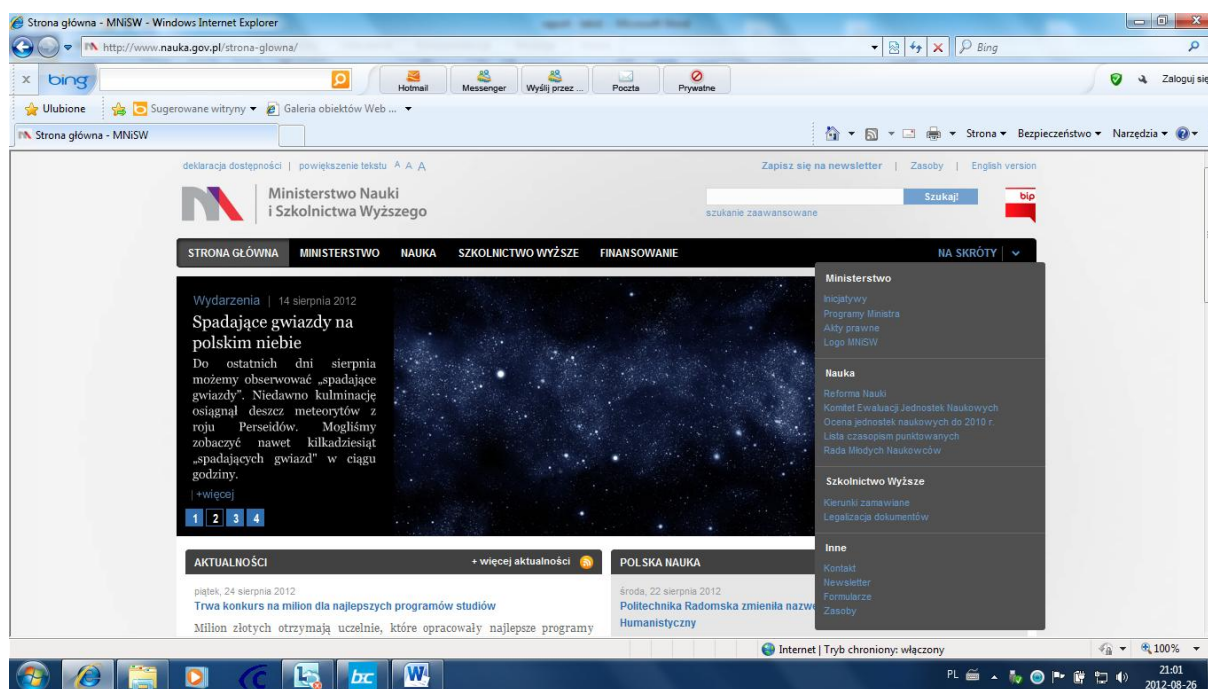 Strona główna - MNiSW - Windows Internet Explorer
http://www.nauka.gov.pl/strona-glowna/
Bing
x bing
Hotmail Messenger Wyślij przez ... Poczta Prywatne
Zaloguj się
Ulubione Sugerowane witryny Galeria obiektów Web ...
Strona główna - MNiSW
Strona Bezpieczeństwo Narzędzia
deklaracja dostępności | powiększenie tekstu A A A
Zapisz się na newsletter | Zasoby | English version
Ministerstwo Nauki
i Szkolnictwa Wyższego
Szukaj!
bip
szukanie zaawansowane
STRONA GŁÓWNA MINISTERSTWO NAUKA SZKOLNICTWO WYŻSZE FINANSOWANIE NA SKRÓTY
Wydarzenia | 14 sierpnia 2012
Spadające gwiazdy na
polskim niebie
Do ostatnich dni sierpnia
możemy obserwować „spadające
gwiazdy". Niedawno kulminację
osiągnął deszcz meteorytów z
roju Perseidów. Mogliśmy
zobaczyć nawet kilkadziesiąt
„spadających gwiazd" w ciągu
godziny.
| +więcej
1 2 3 4
Ministerstwo
Inicjatywy
Programy Ministra
Akty prawne
Logo MNiSW
Nauka
Reforma Nauki
Komitet Ewaluacji Jednostek Naukowych
Ocena jednostek naukowych do 2010 r.
Lista czasopism punktowanych
Rada Młodych Naukowców
Szkolnictwo Wyższe
Kierunki zamawiane
Legalizacja dokumentów
Inne
Kontakt
Newsletter
Formularze
Zasoby
AKTUALNOŚCI + więcej aktualności
piątek, 24 sierpnia 2012
Trwa konkurs na milion dla najlepszych programów studiów
Milion złotych otrzymają uczelnie, które opracowały najlepsze programy
POLSKA NAUKA
środa, 22 sierpnia 2012
Politechnika Radomska zmieniła nazwę
Humanistyczny
Internet | Tryb chroniony: włączony
100%
bc
PL
21:01
2012-08-26